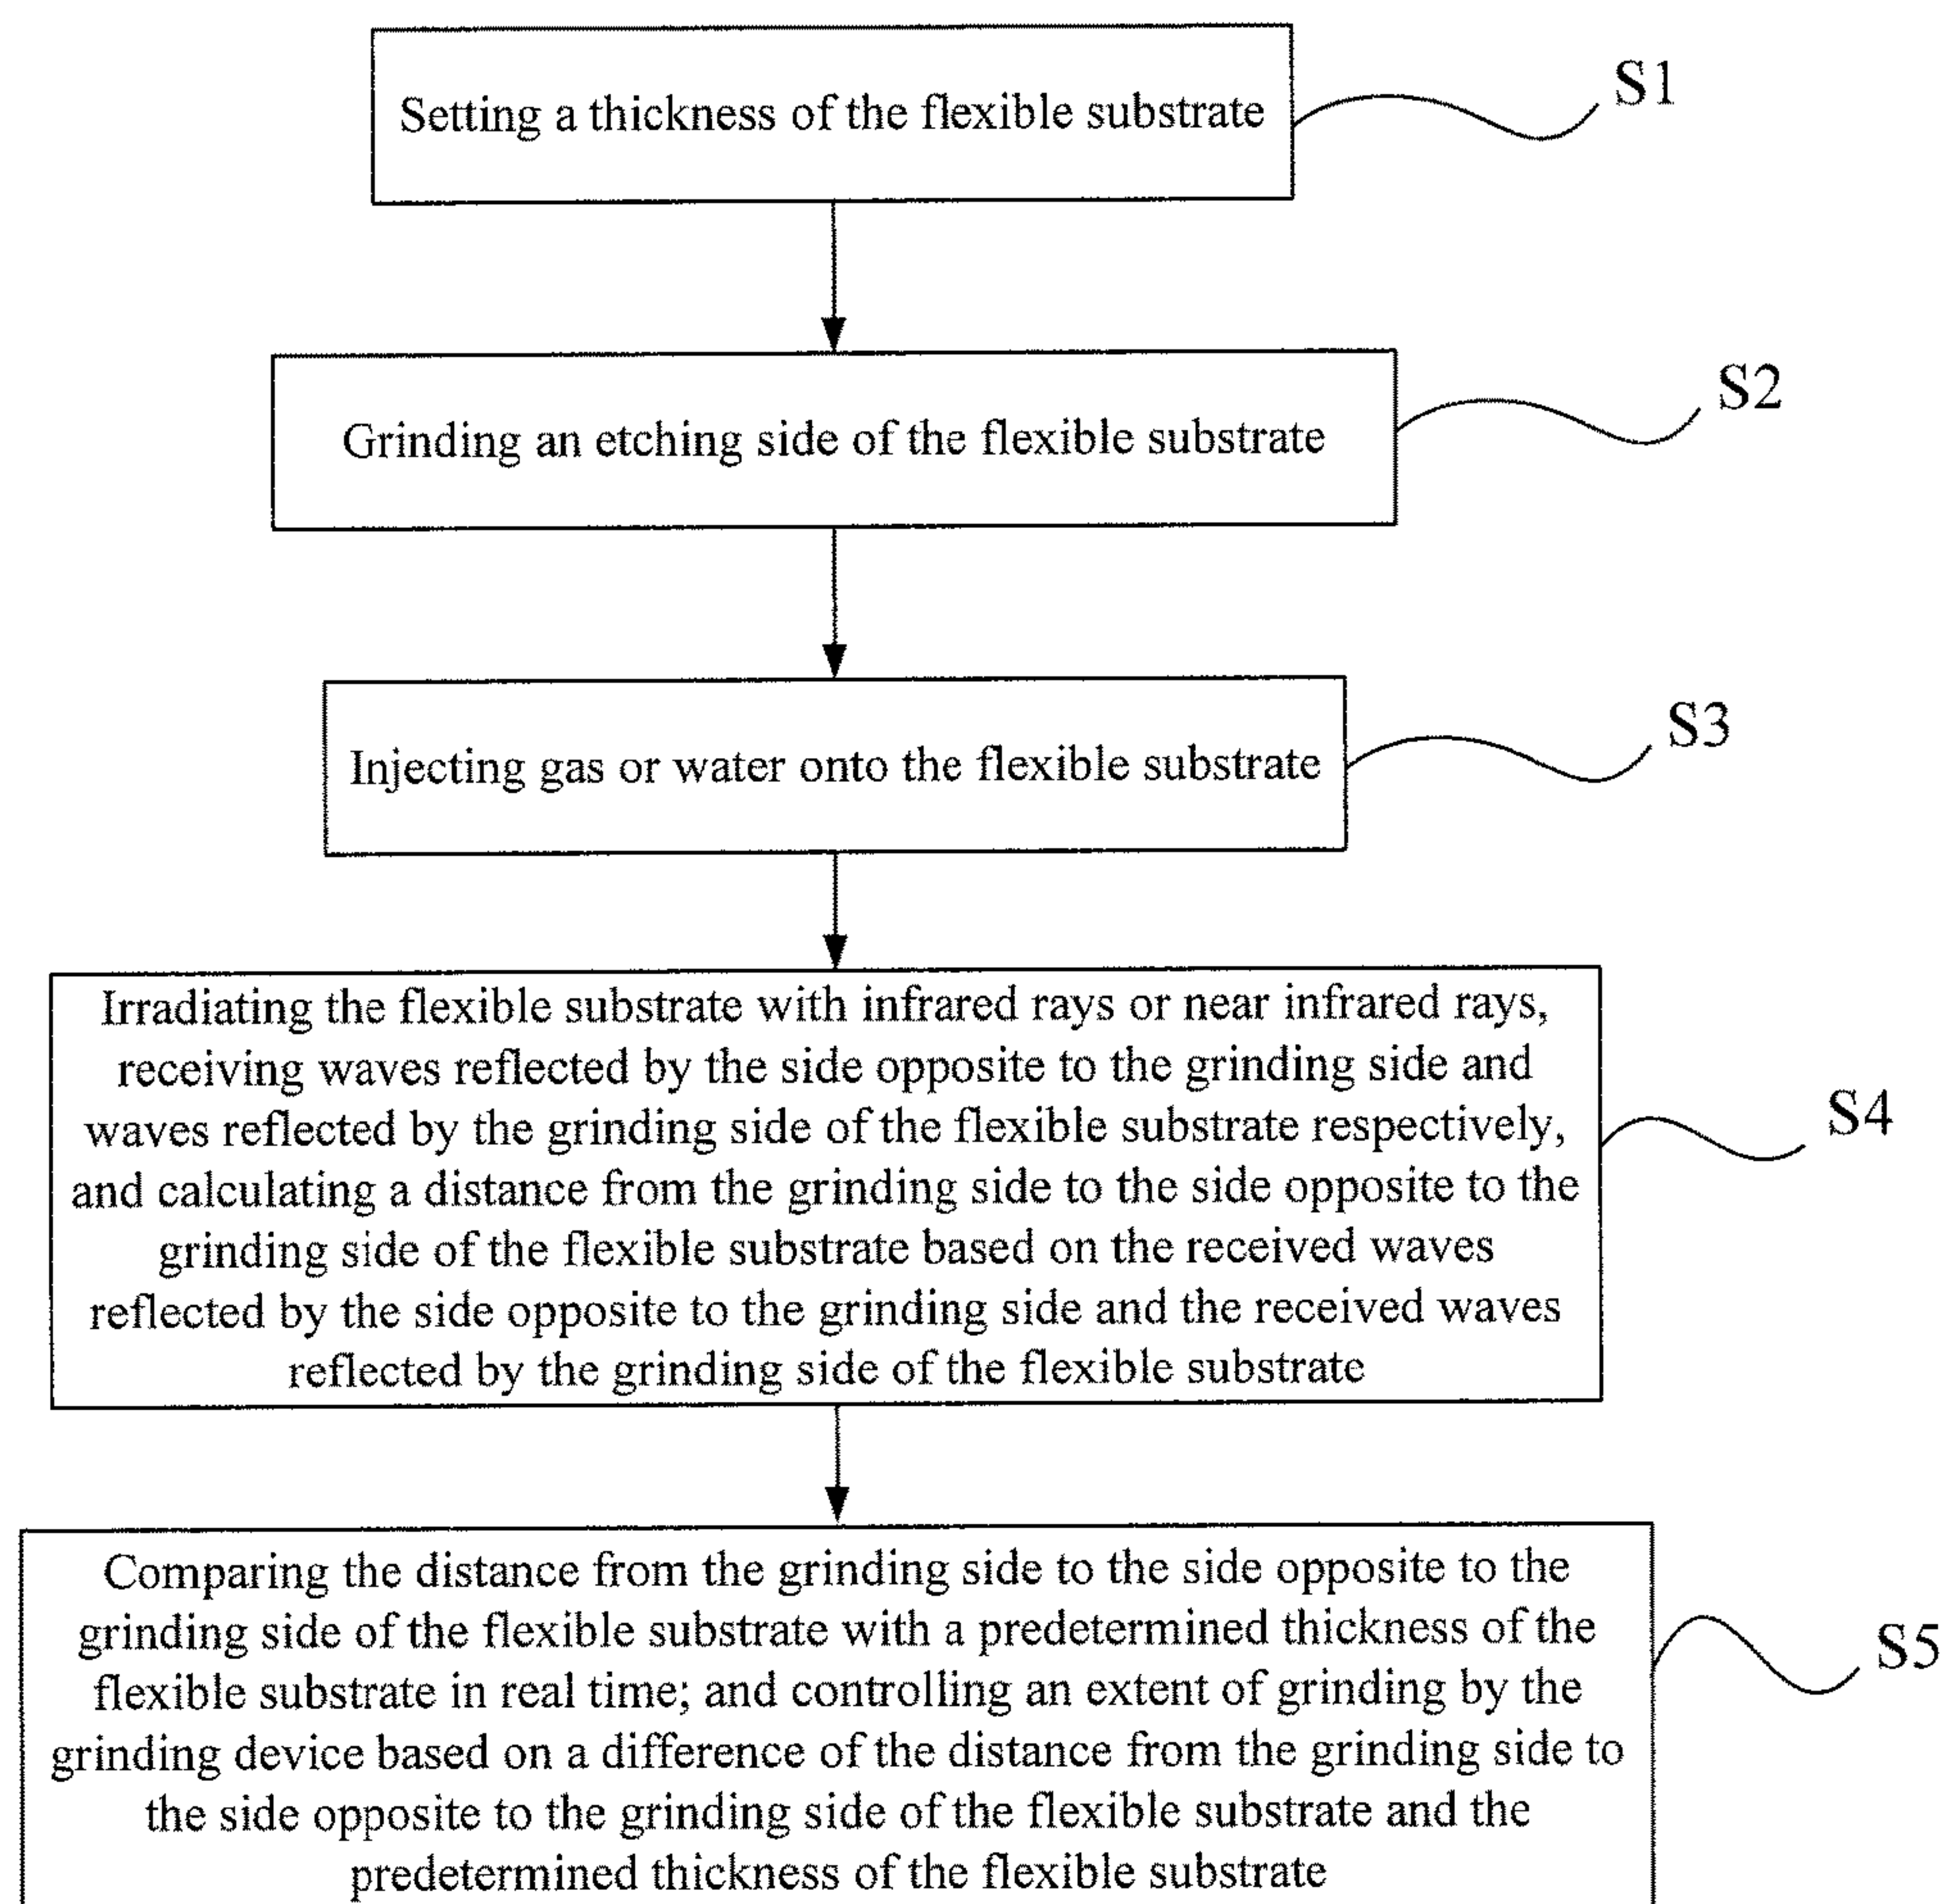 Setting a thickness of the flexible substrate
S1
Grinding an etching side of the flexible substrate
S2
Injecting gas or water onto the flexible substrate
S3
Irradiating the flexible substrate with infrared rays or near infrared rays,
receiving waves reflected by the side opposite to the grinding side and
waves reflected by the grinding side of the flexible substrate respectively,
and calculating a distance from the grinding side to the side opposite to the
grinding side of the flexible substrate based on the received waves
reflected by the side opposite to the grinding side and the received waves
reflected by the grinding side of the flexible substrate
S4
Comparing the distance from the grinding side to the side opposite to the
grinding side of the flexible substrate with a predetermined thickness of the
flexible substrate in real time; and controlling an extent of grinding by the
grinding device based on a difference of the distance from the grinding side to
the side opposite to the grinding side of the flexible substrate and the
predetermined thickness of the flexible substrate
S5